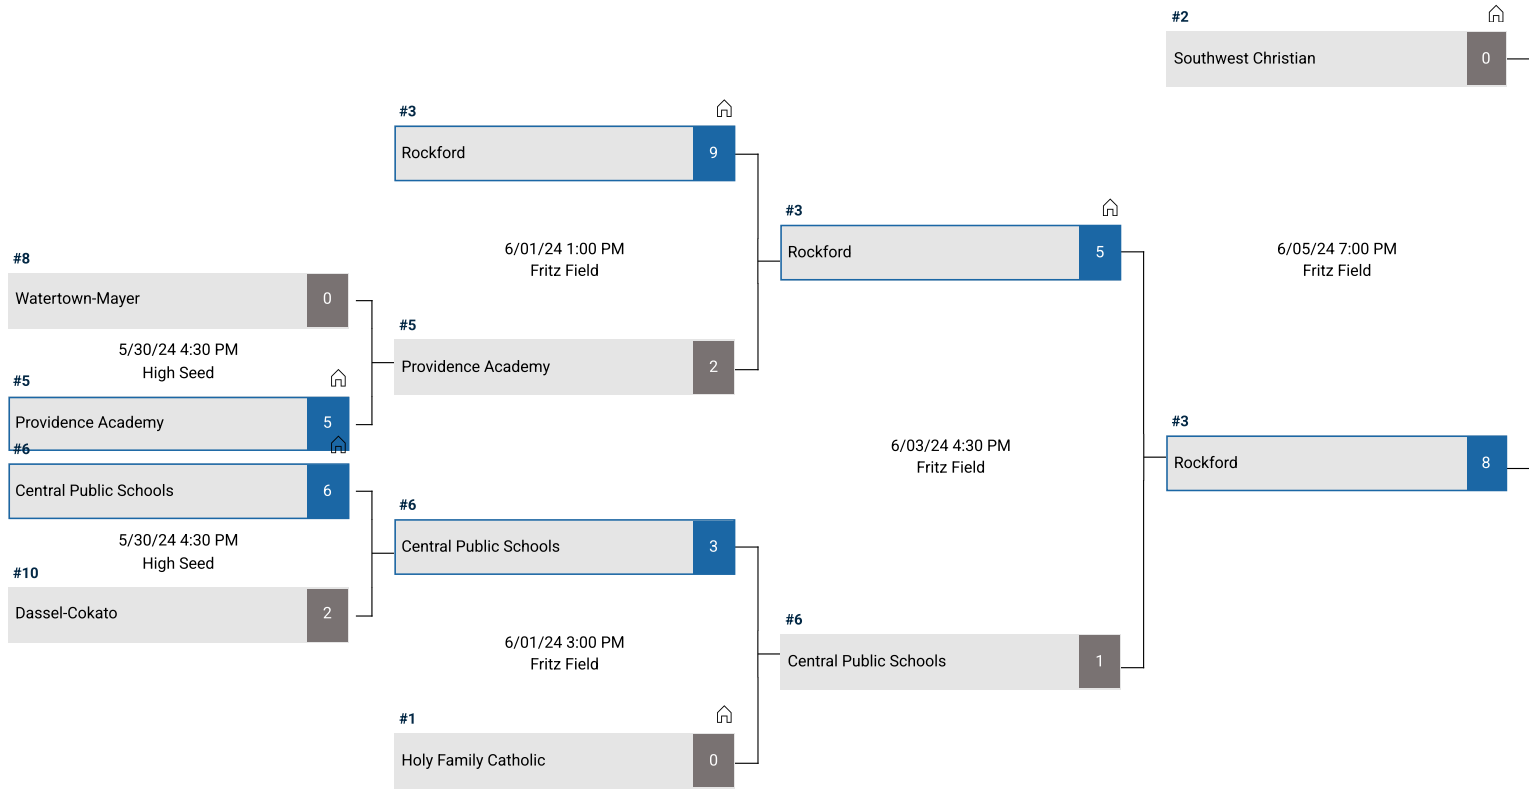 #2
Southwest Christian
0
#3
Rockford
9
#3
Rockford
5
6/01/24 1:00 PM
Fritz Field
6/05/24 7:00 PM
Fritz Field
#8
Watertown-Mayer
0
#5
Providence Academy
2
5/30/24 4:30 PM
High Seed
#5
Providence Academy
5
#6
Central Public Schools
6
#3
Rockford
8
6/03/24 4:30 PM
Fritz Field
5/30/24 4:30 PM
High Seed
#10
Dassel-Cokato
2
#6
Central Public Schools
3
6/01/24 3:00 PM
Fritz Field
#6
Central Public Schools
1
#1
Holy Family Catholic
0